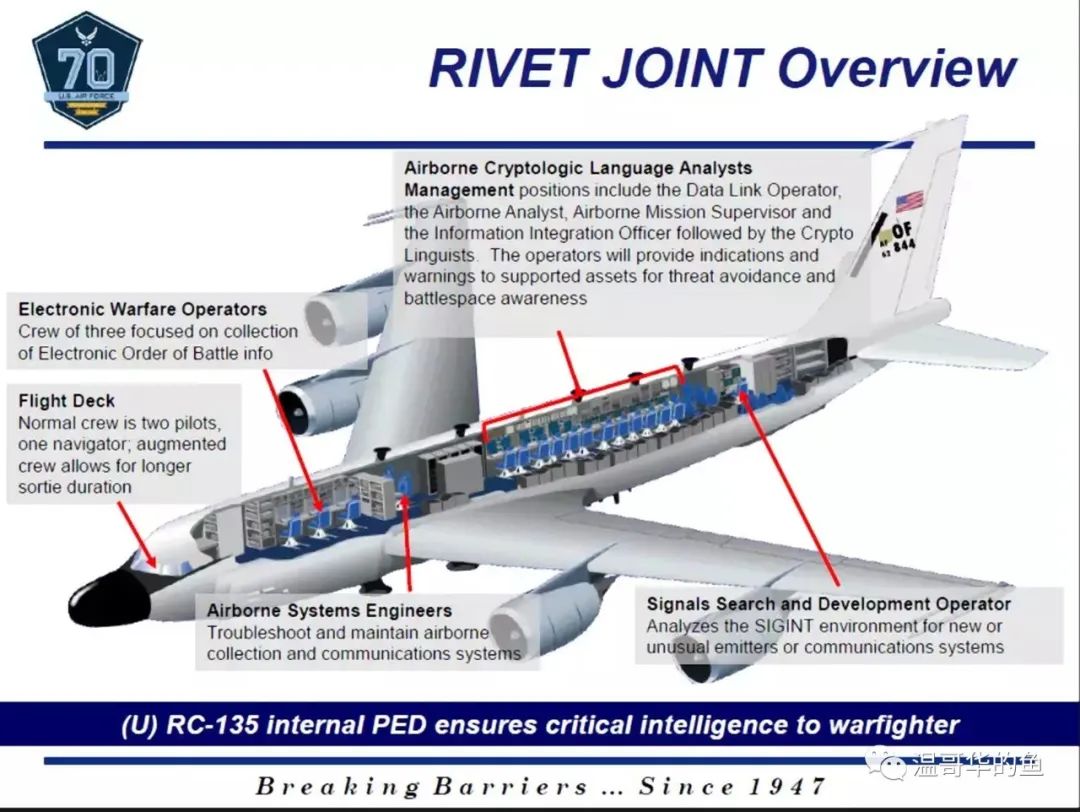 70
U.S. AIR FORCE
RIVET JOINT Overview
Airborne Cryptologic Language Analysts
Management positions include the Data Link Operator,
the Airborne Analyst, Airborne Mission Supervisor and
the Information Integration Officer followed by the Crypto
Linguists. The operators will provide indications and
warnings to supported assets for threat avoidance and
battlespace awareness
OF
62 844
Electronic Warfare Operators
Crew of three focused on collection
of Electronic Order of Battle info
Flight Deck
Normal crew is two pilots,
one navigator; augmented
crew allows for longer
sortie duration
Airborne Systems Engineers
Troubleshoot and maintain airborne
collection and communications systems
Signals Search and Development Operator
Analyzes the SIGINT environment for new or
unusual emitters or communications systems
(U) RC-135 internal PED ensures critical intelligence to warfighter
温哥华的鱼
Breaking Barriers ... Since 1947